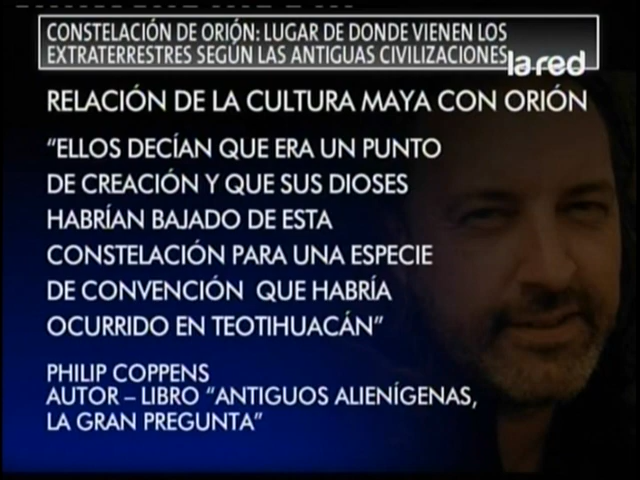 CONSTELACIÓN DE ORIÓN: LUGAR DE DONDE VIENEN LOS
EXTRATERRESTRES SEGÚN LAS ANTIGUAS CIVILIZACIONES
la red
RELACIÓN DE LA CULTURA MAYA CON ORIÓN
“ELLOS DECÍAN QUE ERA UN PUNTO
DE CREACIÓN Y QUE SUS DIOSES
HABRÍAN BAJADO DE ESTA
CONSTELACIÓN PARA UNA ESPECIE
DE CONVENCIÓN QUE HABRÍA
OCURRIDO EN TEOTIHUACÁN”
PHILIP COPPENS
AUTOR – LIBRO “ANTIGUOS ALIENÍGENAS,
LA GRAN PREGUNTA”